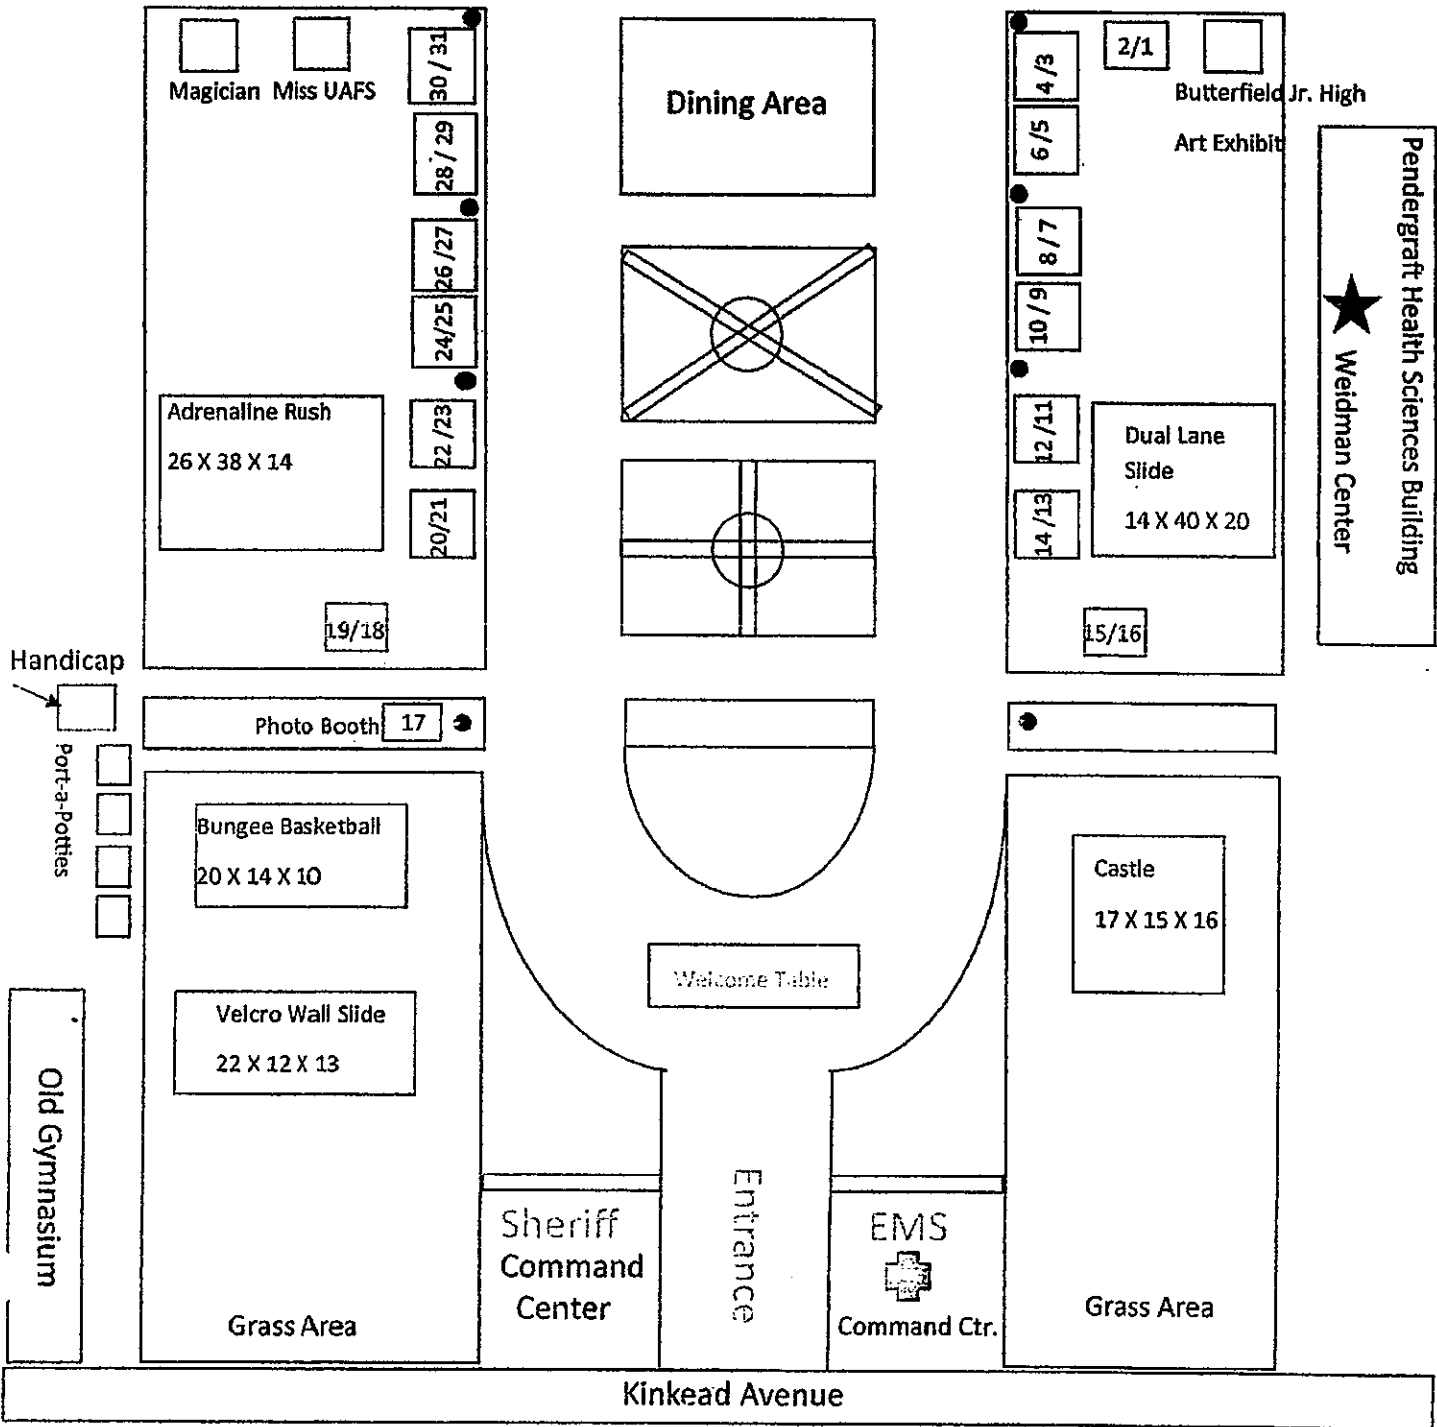 30 / 31
Magician
Miss UAFS
28 / 29
26 /27
24/25
Adrenaline Rush
26 X 38 X 14
22 /23
20/21
19/18
Dining Area
4 /3
2/1
Butterfield Jr. High
Art Exhibit
6 /5
8 / 7
10 / 9
12 /11
Dual Lane
Slide
14 X 40 X 20
14 /13
15/16
Pendergraft Health Sciences Building
Weidman Center
Handicap
Port-a-Potties
Photo Booth
17
Bungee Basketball
20 X 14 X 10
Velcro Wall Slide
22 X 12 X 13
Grass Area
Old Gymnasium
Welcome Table
Castle
17 X 15 X 16
Grass Area
Sheriff
Command
Center
Entrance
EMS
Command Ctr.
Kinkead Avenue